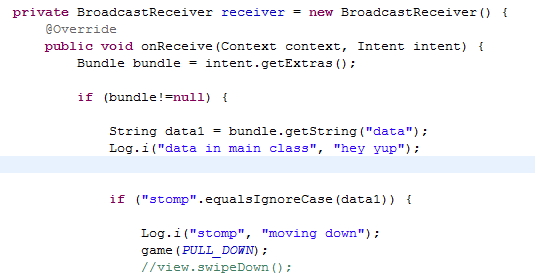 private BroadcastReceiver receiver = new BroadcastReceiver() {
@Override
public void onReceive(Context context, Intent intent) {
Bundle bundle = intent.getExtras();
if (bundle!=null) {
String data1 = bundle.getString("data");
Log.i("data in main class", "hey yup");
if ("stomp".equalsIgnoreCase(data1)) {
Log.i("stomp", "moving down");
game(PULL_DOWN);
//view.swipeDown();